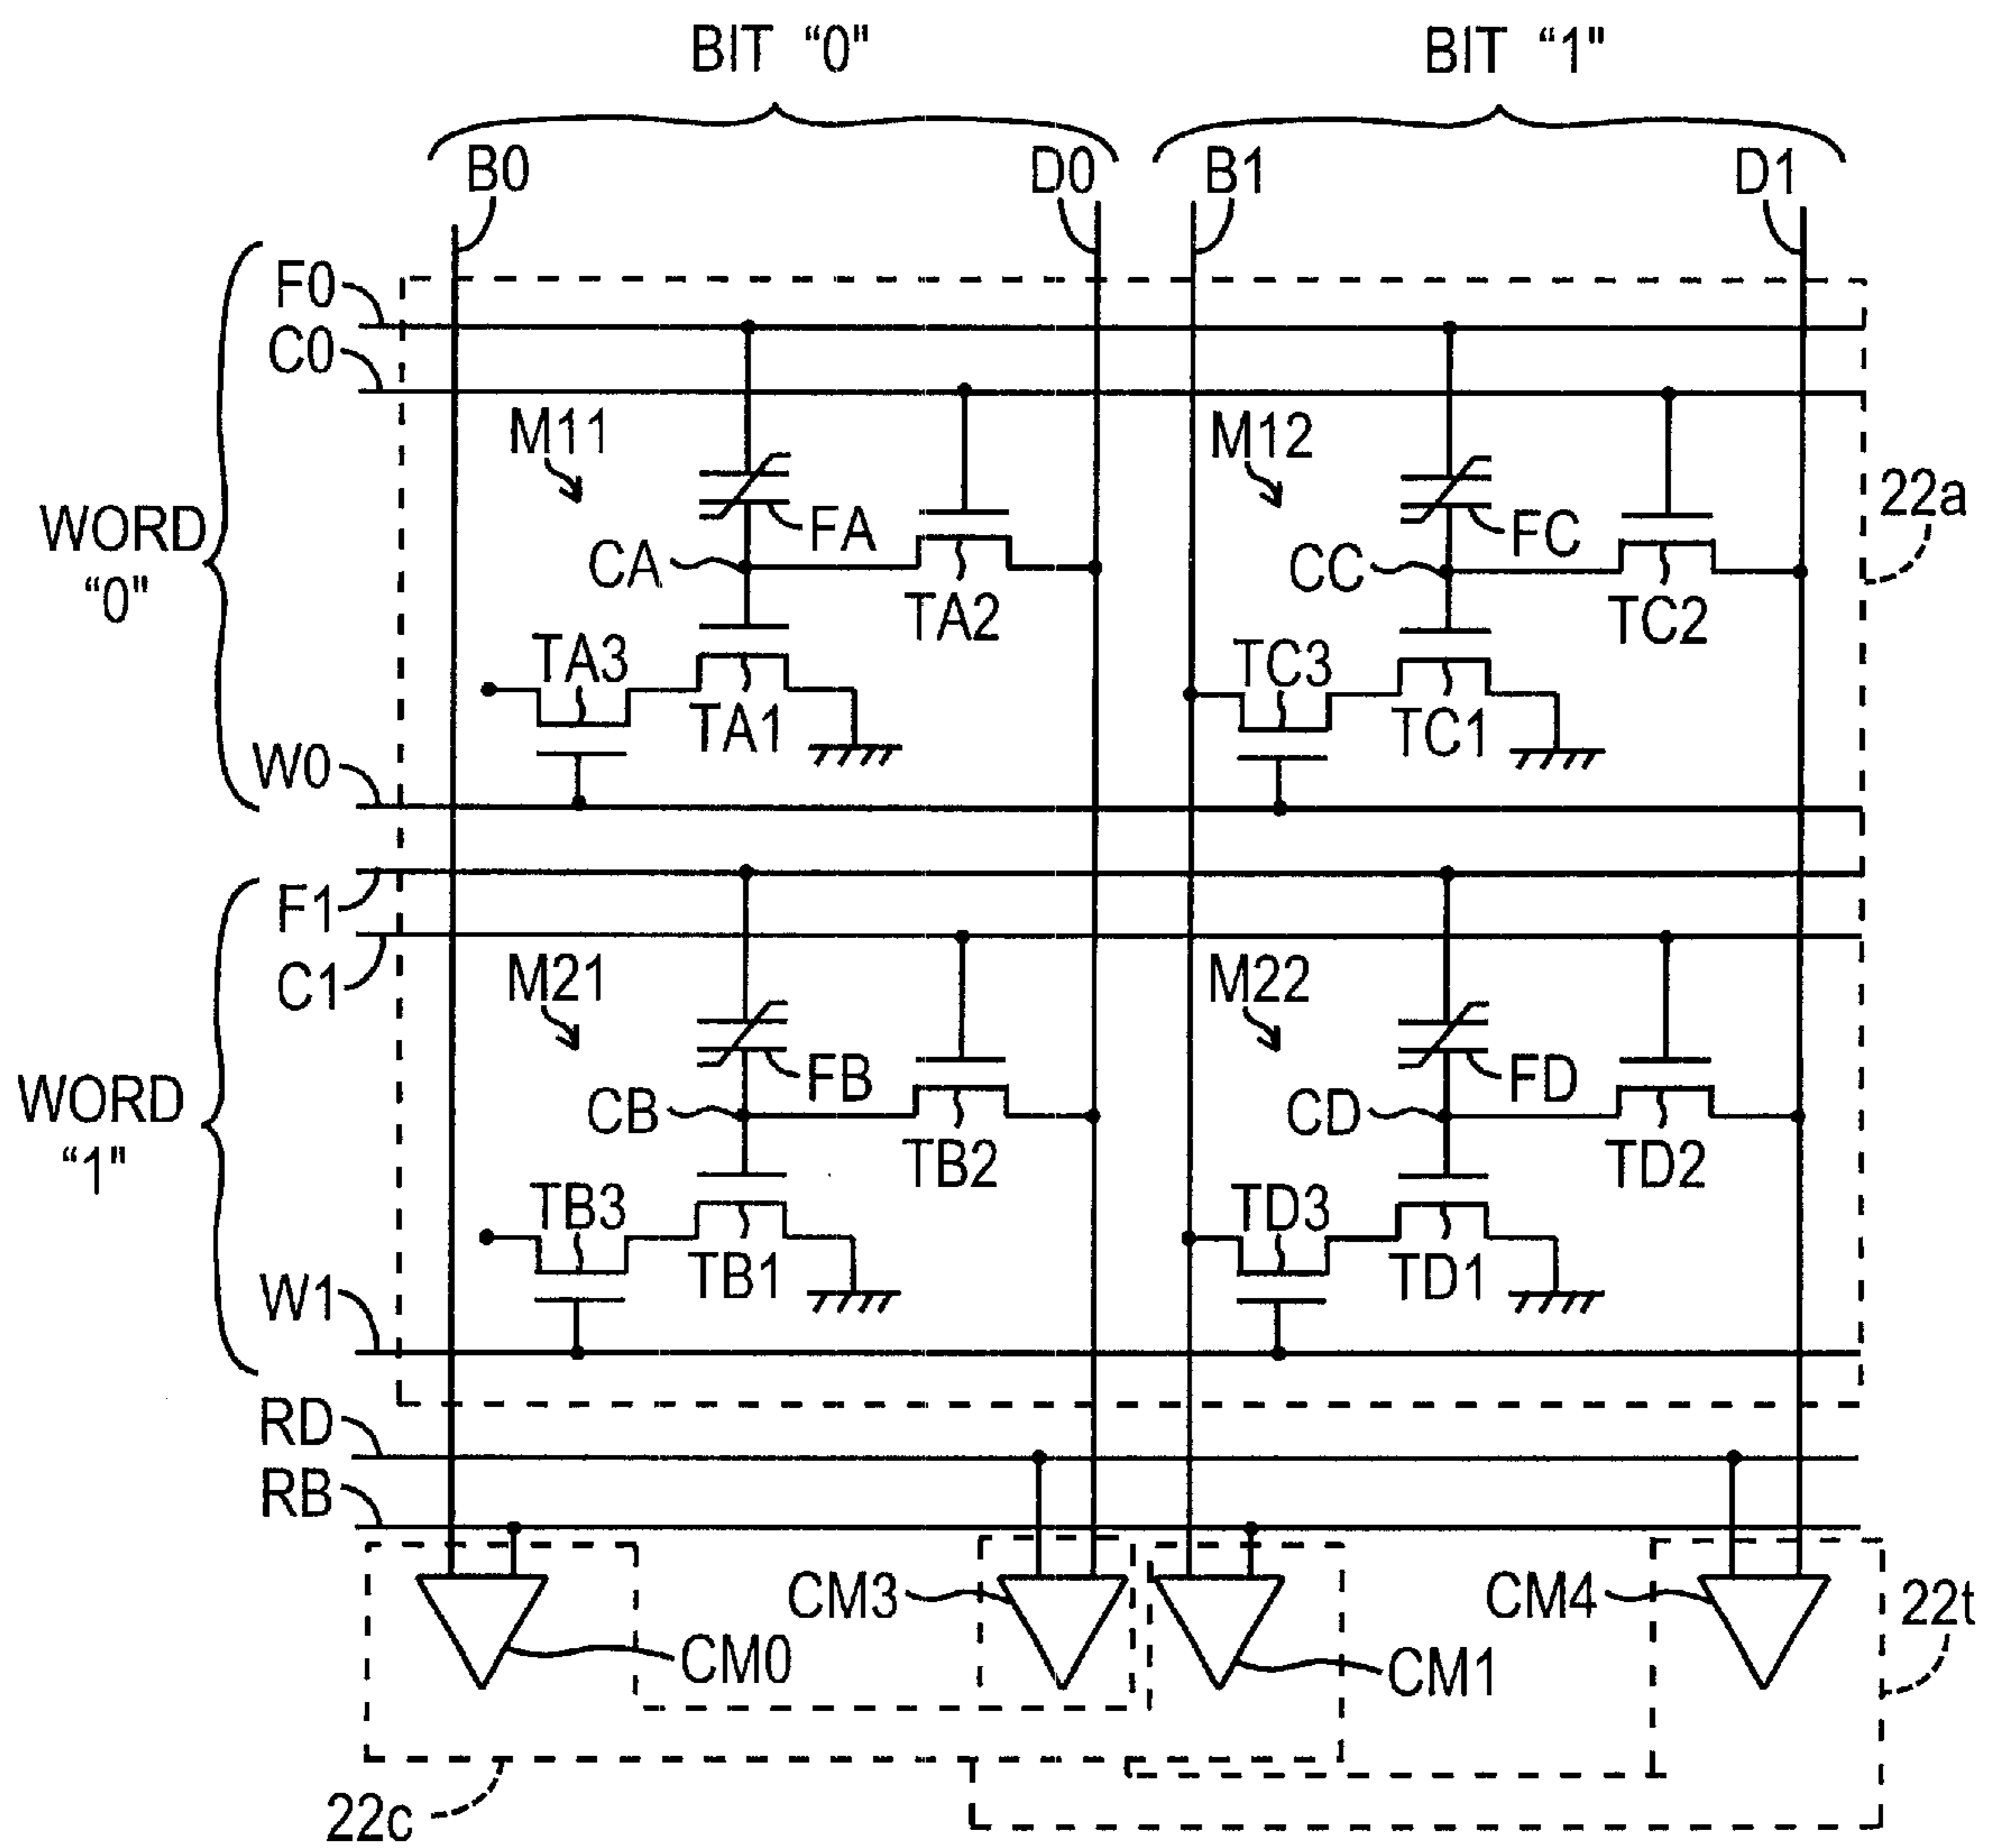 BIT "0"
BIT "1"
B0
D0
B1
D1
F0
C0
M11
M12
22a
WORD
"0"
FA
FC
CA
CC
TA2
TC2
TA3
TC3
TA1
TC1
W0
F1
C1
M21
M22
WORD
"1"
FB
FD
CB
CD
TB2
TD2
TB3
TD3
TB1
TD1
W1
RD
RB
CM3
CM4
22t
CM0
CM1
22c